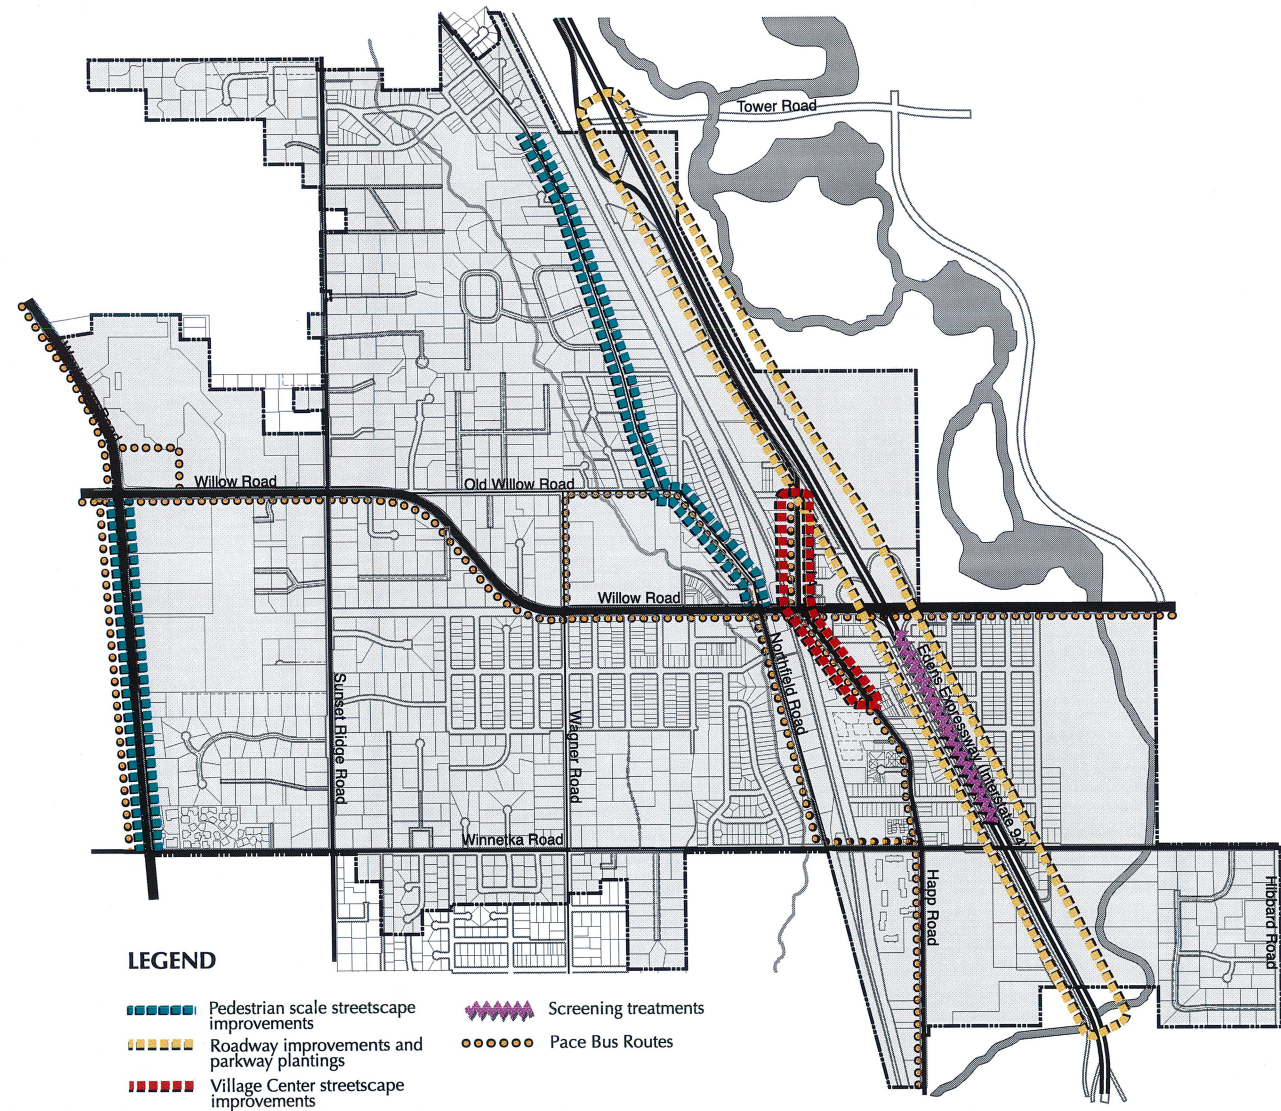 Tower Road
Willow Road
Old Willow Road
Willow Road
Northfield Road
Edens Expressway/Interstate 94
Sunset Ridge Road
Wagner Road
Winnetka Road
Happ Road
Hibbard Road
LEGEND
Pedestrian scale streetscape
improvements
Roadway improvements and
parkway plantings
Village Center streetscape
improvements
Screening treatments
Pace Bus Routes